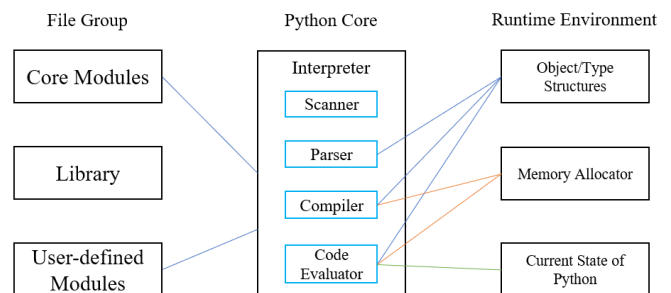 File Group
Python Core
Runtime Environment
Core Modules
Library
User-defined
Modules
Interpreter
Scanner
Parser
Compiler
Code
Evaluator
Object/Type
Structures
Memory Allocator
Current State of
Python